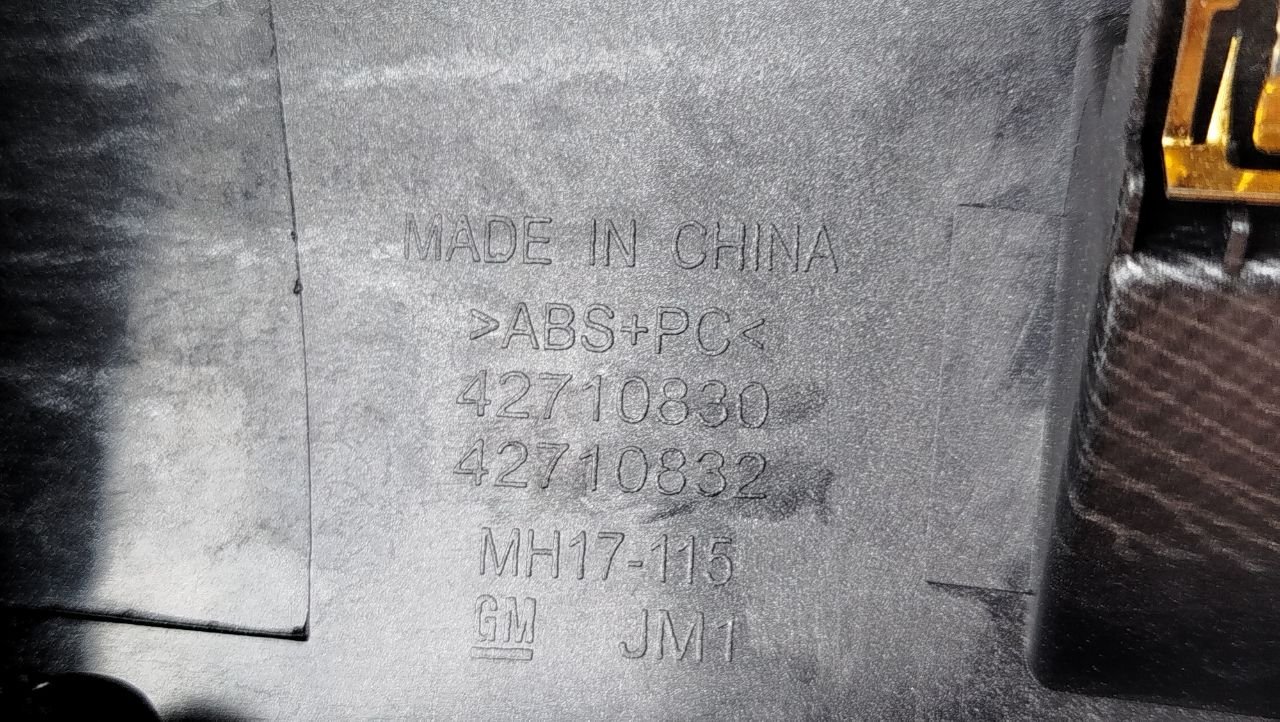 MADE IN CHINA
>ABS+PC<
42710830
42710832
MH17-115
GM JM1